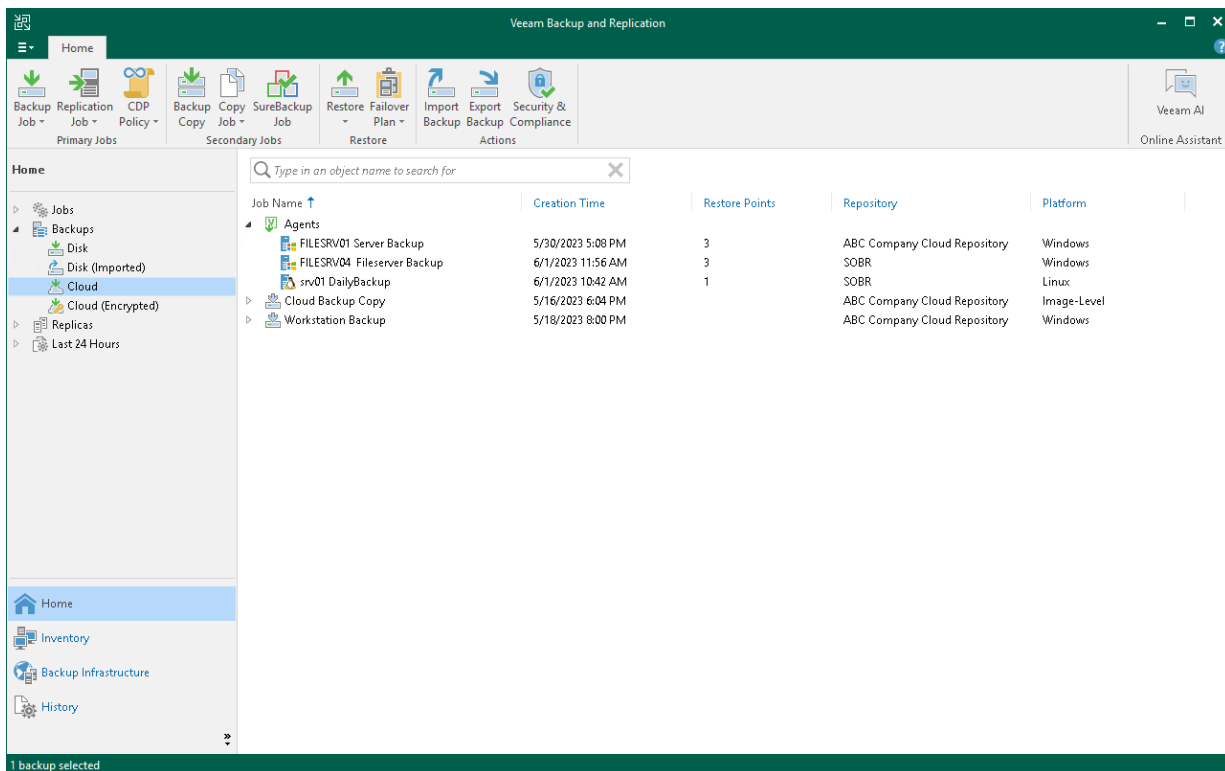 Veeam Backup and Replication
Home
Backup Job
Replication Job
CDP Policy
Primary Jobs
Backup Copy
Copy Job
SureBackup Job
Secondary Jobs
Restore
Failover Plan
Restore
Import Backup
Export Backup
Security & Compliance
Actions
Veeam AI
Online Assistant
Home
Jobs
Backups
Disk
Disk (Imported)
Cloud
Cloud (Encrypted)
Replicas
Last 24 Hours
Type in an object name to search for
Job Name Creation Time Restore Points Repository Platform
Agents
FILESRV01 Server Backup 5/30/2023 5:08 PM 3 ABC Company Cloud Repository Windows
FILESRV04 Fileserver Backup 6/1/2023 11:56 AM 3 SOBR Windows
srv01 DailyBackup 6/1/2023 10:42 AM 1 SOBR Linux
Cloud Backup Copy 5/16/2023 6:04 PM ABC Company Cloud Repository Image-Level
Workstation Backup 5/18/2023 8:00 PM ABC Company Cloud Repository Windows
Home
Inventory
Backup Infrastructure
History
1 backup selected